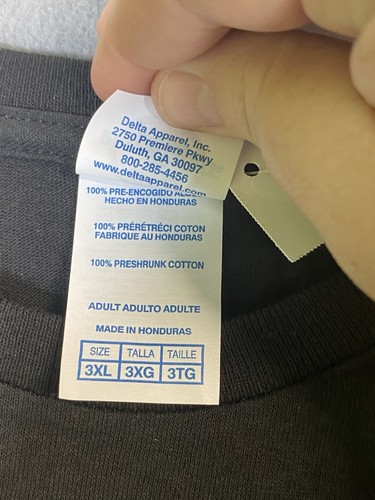 Delta Apparel, Inc.
2750 Premiere Pkwy
Duluth, GA 30097
800-285-4456
www.deltaapparel.com
100% PRE-ENCOGIDO
HECHO EN HONDURAS
100% PRÉRÉTRÉCI COTON
FABRIQUE AU HONDURAS
100% PRESHRUNK COTTON
ADULT ADULTO ADULTE
MADE IN HONDURAS
SIZE TALLA TAILLE
3XL 3XG 3TG